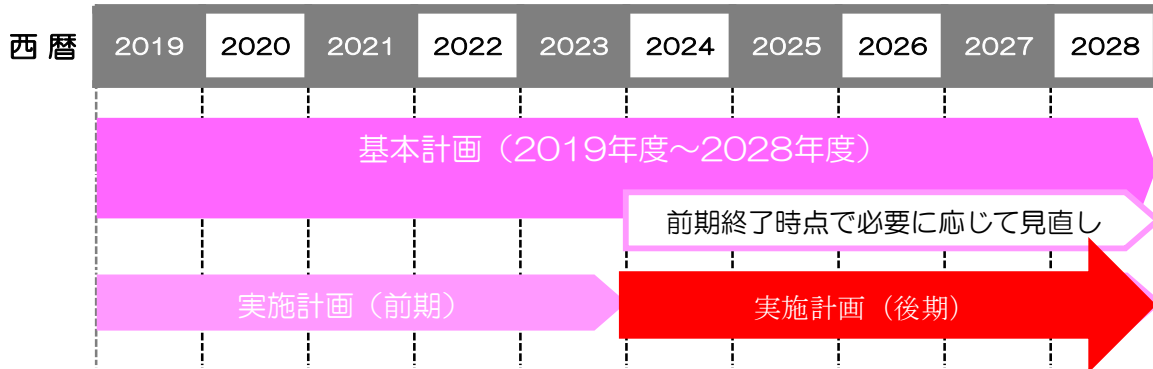 西暦 2019 2020 2021 2022 2023 2024 2025 2026 2027 2028
基本計画（2019年度～2028年度）
前期終了時点で必要に応じて見直し
実施計画（前期） 実施計画（後期）